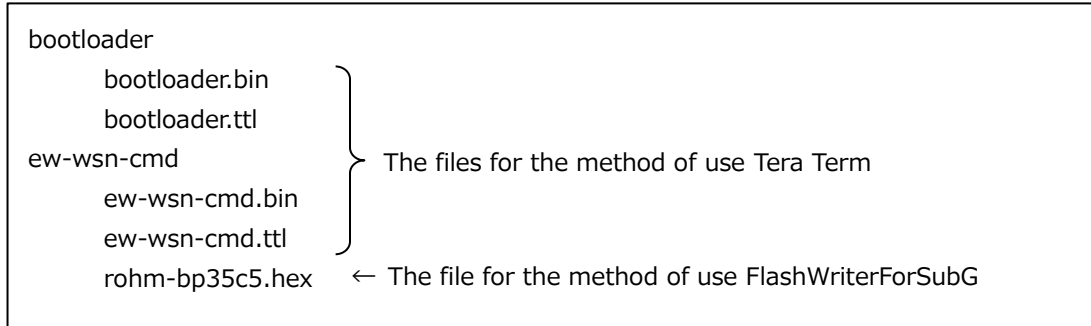 bootloader
bootloader.bin
bootloader.ttl
ew-wsn-cmd
The files for the method of use Tera Term
ew-wsn-cmd.bin
ew-wsn-cmd.ttl
rohm-bp35c5.hex ← The file for the method of use FlashWriterForSubG